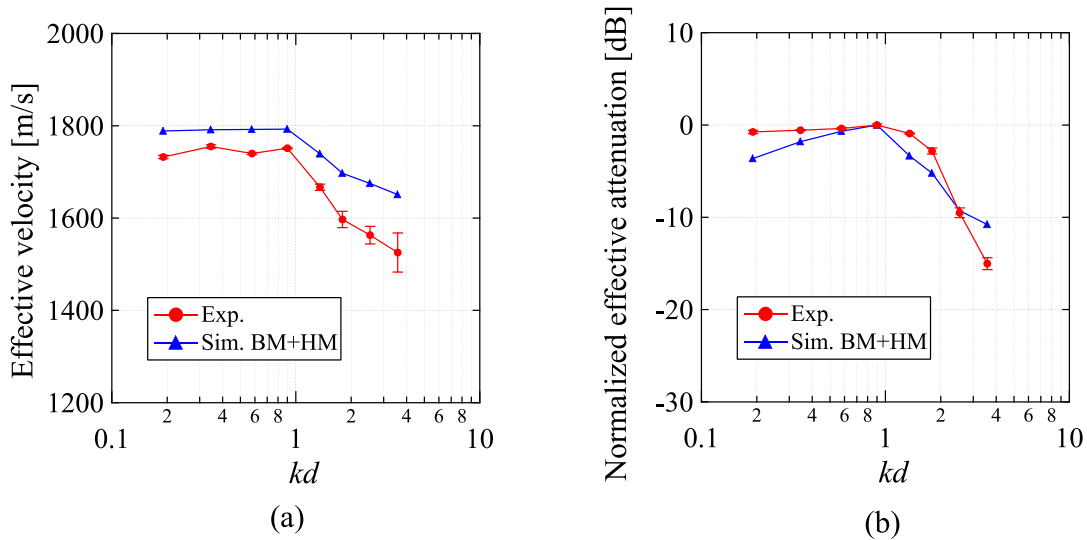 Effective velocity [m/s]
2000
1800
1600
1400
1200
Exp.
Sim. BM+HM
2 4 6 8 2 4 6 8
0.1 1 10
kd
(a)
Normalized effective attenuation [dB]
10
0
-10
-20
-30
Exp.
Sim. BM+HM
2 4 6 8 2 4 6 8
0.1 1 10
kd
(b)